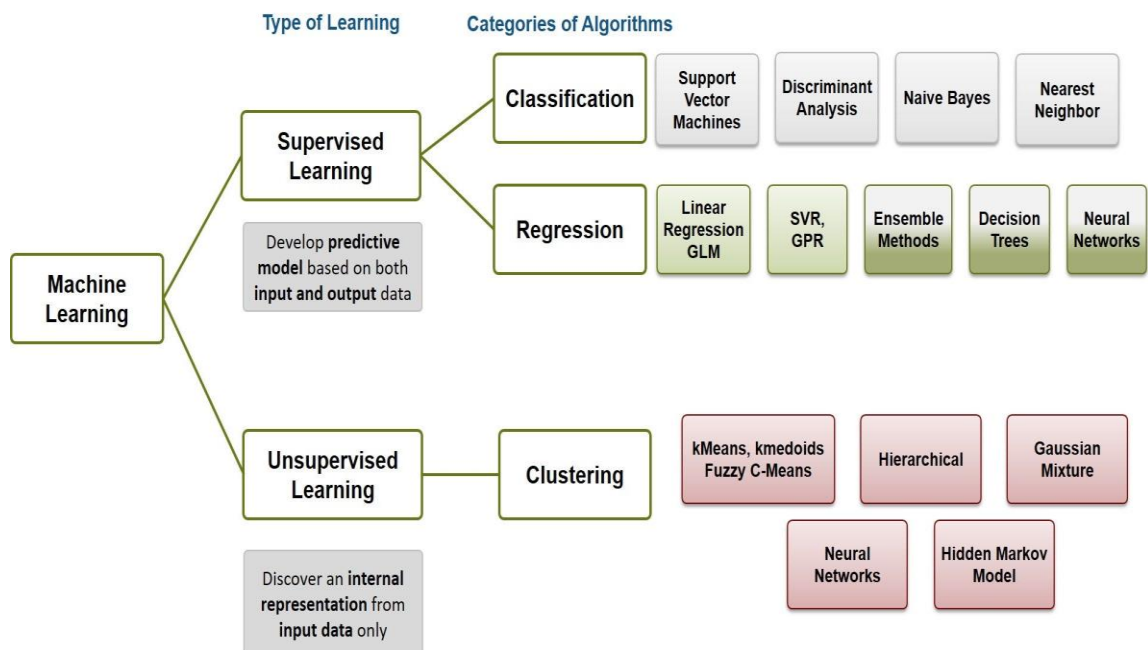 Type of Learning
Categories of Algorithms
Machine
Learning
Supervised
Learning
Develop predictive
model based on both
input and output data
Classification
Support
Vector
Machines
Discriminant
Analysis
Naive Bayes
Nearest
Neighbor
Regression
Linear
Regression
GLM
SVR,
GPR
Ensemble
Methods
Decision
Trees
Neural
Networks
Unsupervised
Learning
Discover an internal
representation from
input data only
Clustering
kMeans, kmedoids
Fuzzy C-Means
Hierarchical
Gaussian
Mixture
Neural
Networks
Hidden Markov
Model